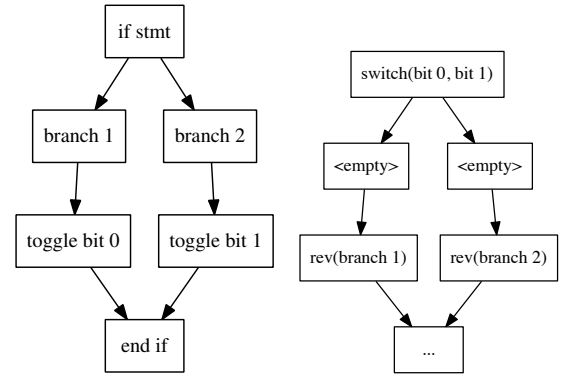 if stmt
branch 1
branch 2
toggle bit 0
toggle bit 1
end if
switch(bit 0, bit 1)
<empty>
<empty>
rev(branch 1)
rev(branch 2)
...